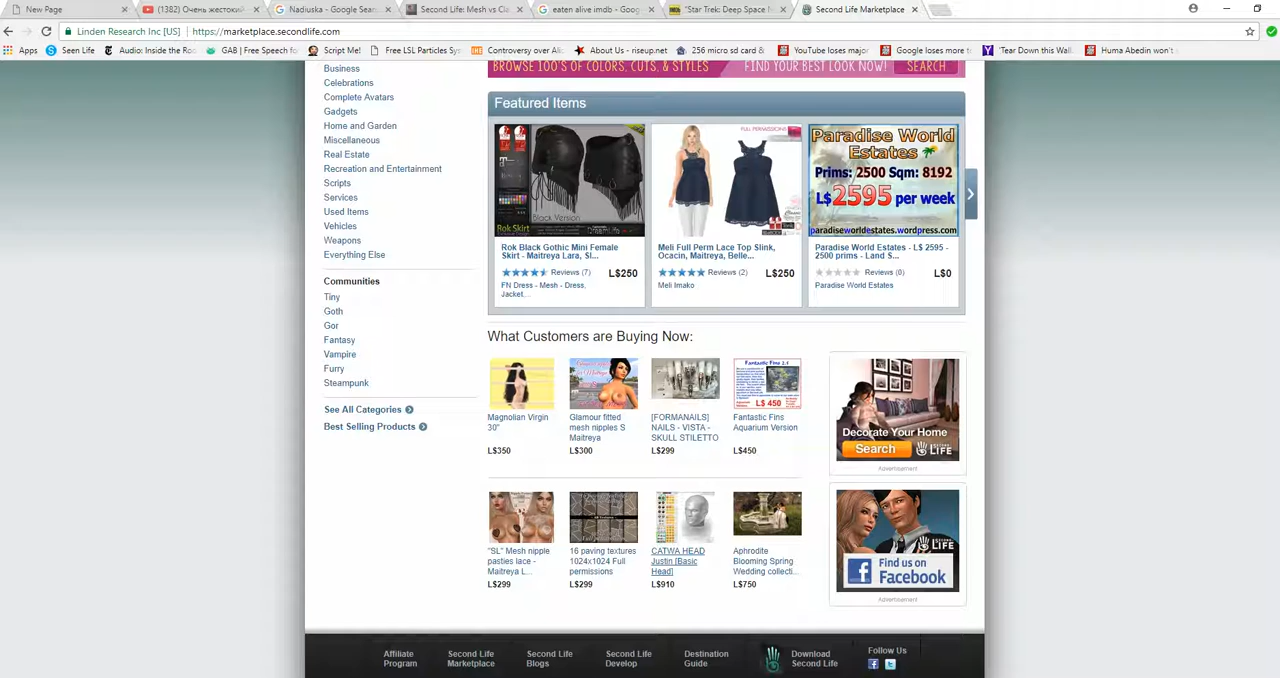 New Page
(1382) Очень жестокий
Nadiuska - Google Sear
Second Life: Mesh vs Cla
eaten alive imdb - Goog
"Star Trek: Deep Space N
Second Life Marketplace
Linden Research Inc [US]
https://marketplace.secondlife.com
Apps
Seen Life
Audio: Inside the Roo
GAB | Free Speech fo
Script Me!
Free LSL Particles Sys
Controversy over Ali
About Us - riseup.net
256 micro sd card &
YouTube loses major
Google loses more to
'Tear Down this Wall
Huma Abedin won't s
BROWSE 100'S OF COLORS, CUTS, & STYLES
FIND YOUR BEST LOOK NOW!
SEARCH
Business
Celebrations
Complete Avatars
Gadgets
Home and Garden
Miscellaneous
Real Estate
Recreation and Entertainment
Scripts
Services
Used Items
Vehicles
Weapons
Everything Else
Communities
Tiny
Goth
Gor
Fantasy
Vampire
Furry
Steampunk
See All Categories
Best Selling Products
Featured Items
Black Version
Rok Skirt
Rok Black Gothic Mini Female
Skirt - Maitreya Lara, Sl...
Reviews (7)
L$250
FN Dress - Mesh - Dress,
Jacket...
FULL PERMISSIONS
Meli Full Perm Lace Top Slink,
Ocacin, Maitreya, Belle...
Reviews (2)
L$250
Meli Imako
Paradise World
Estates
Prims: 2500 Sqm: 8192
L$2595 per week
paradiseworldestates.wordpress.com
Paradise World Estates - L$ 2595 -
2500 prims - Land S...
Reviews (0)
L$0
Paradise World Estates
What Customers are Buying Now:
Magnolian Virgin
30"
L$350
Glamour fitted
mesh nipples S
Maitreya
L$300
[FORMANAILS]
NAILS - VISTA -
SKULL STILETTO
L$299
Fantastic Fins 2.1
L$ 450
Fantastic Fins
Aquarium Version
L$450
"SL" Mesh nipple
pasties lace -
Maitreya L...
L$299
16 paving textures
1024x1024 Full
permissions
L$299
CATWA HEAD
Justin [Basic
Head]
L$910
Aphrodite
Blooming Spring
Wedding collecti...
L$750
Decorate Your Home
Search
SECOND LIFE
Advertisement
SECOND LIFE
Find us on
Facebook
Advertisement
Affiliate
Program
Second Life
Marketplace
Second Life
Blogs
Second Life
Develop
Destination
Guide
Download
Second Life
Follow Us